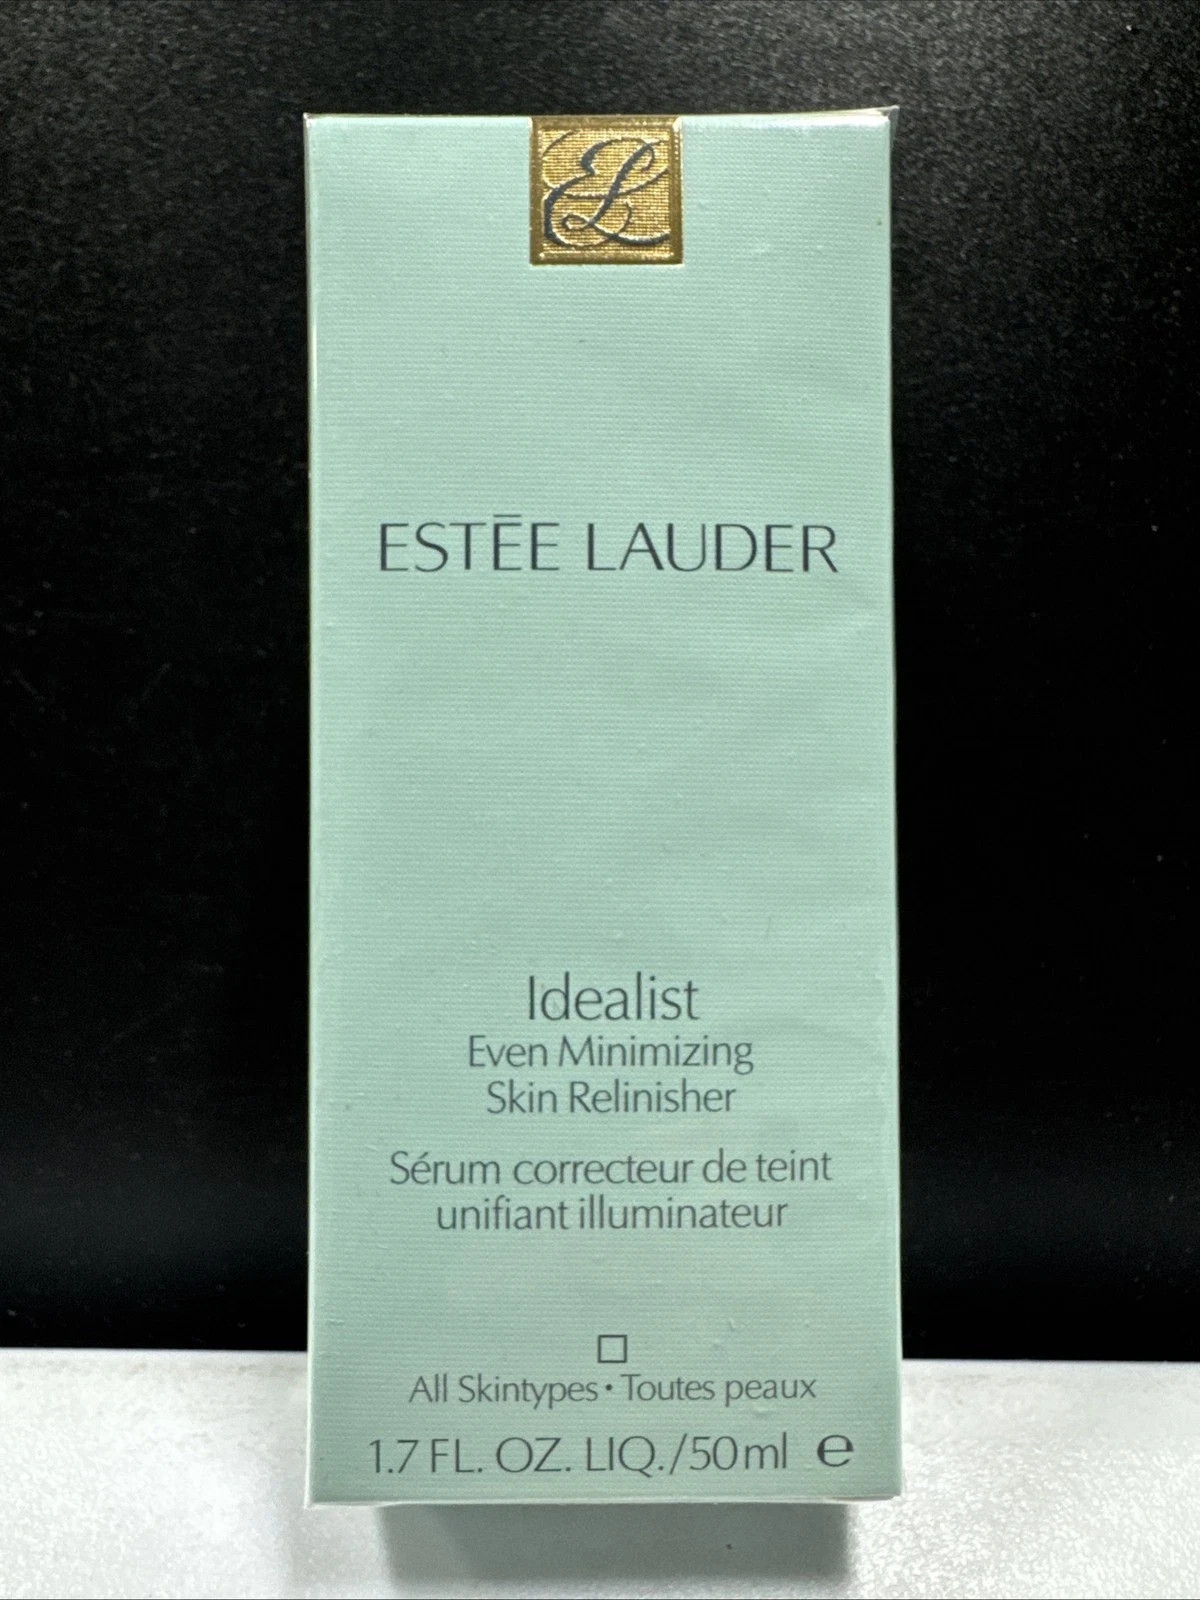 EL
ESTĒE LAUDER
Idealist
Even Minimizing
Skin Relinisher
Sérum correcteur de teint
unifiant illuminateur
All Skintypes • Toutes peaux
1.7 FL. OZ. LIQ./50ml ℮